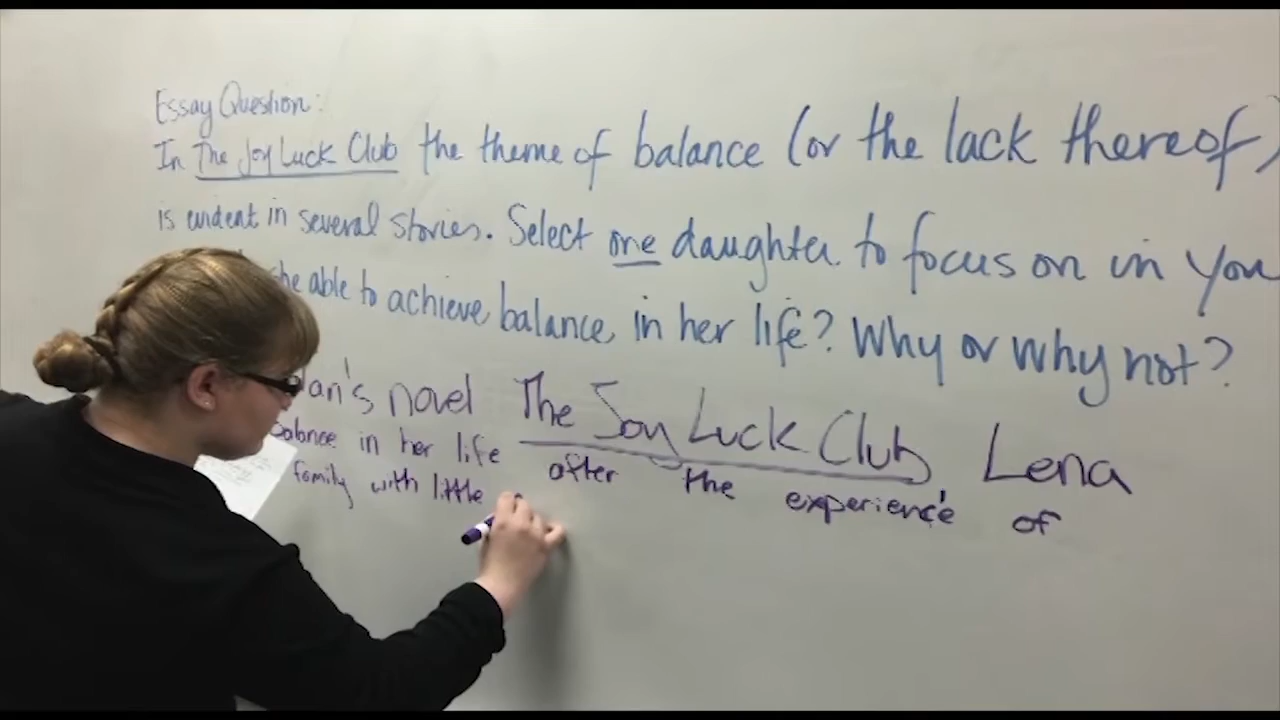 Essay Question:
In The Joy Luck Club the theme of balance (or the lack thereof)
is evident in several stories. Select one daughter to focus on in you
she able to achieve balance in her life? Why or why not?
Tan's novel The Joy Luck Club, Lena
balance in her life after the experience of
family with little